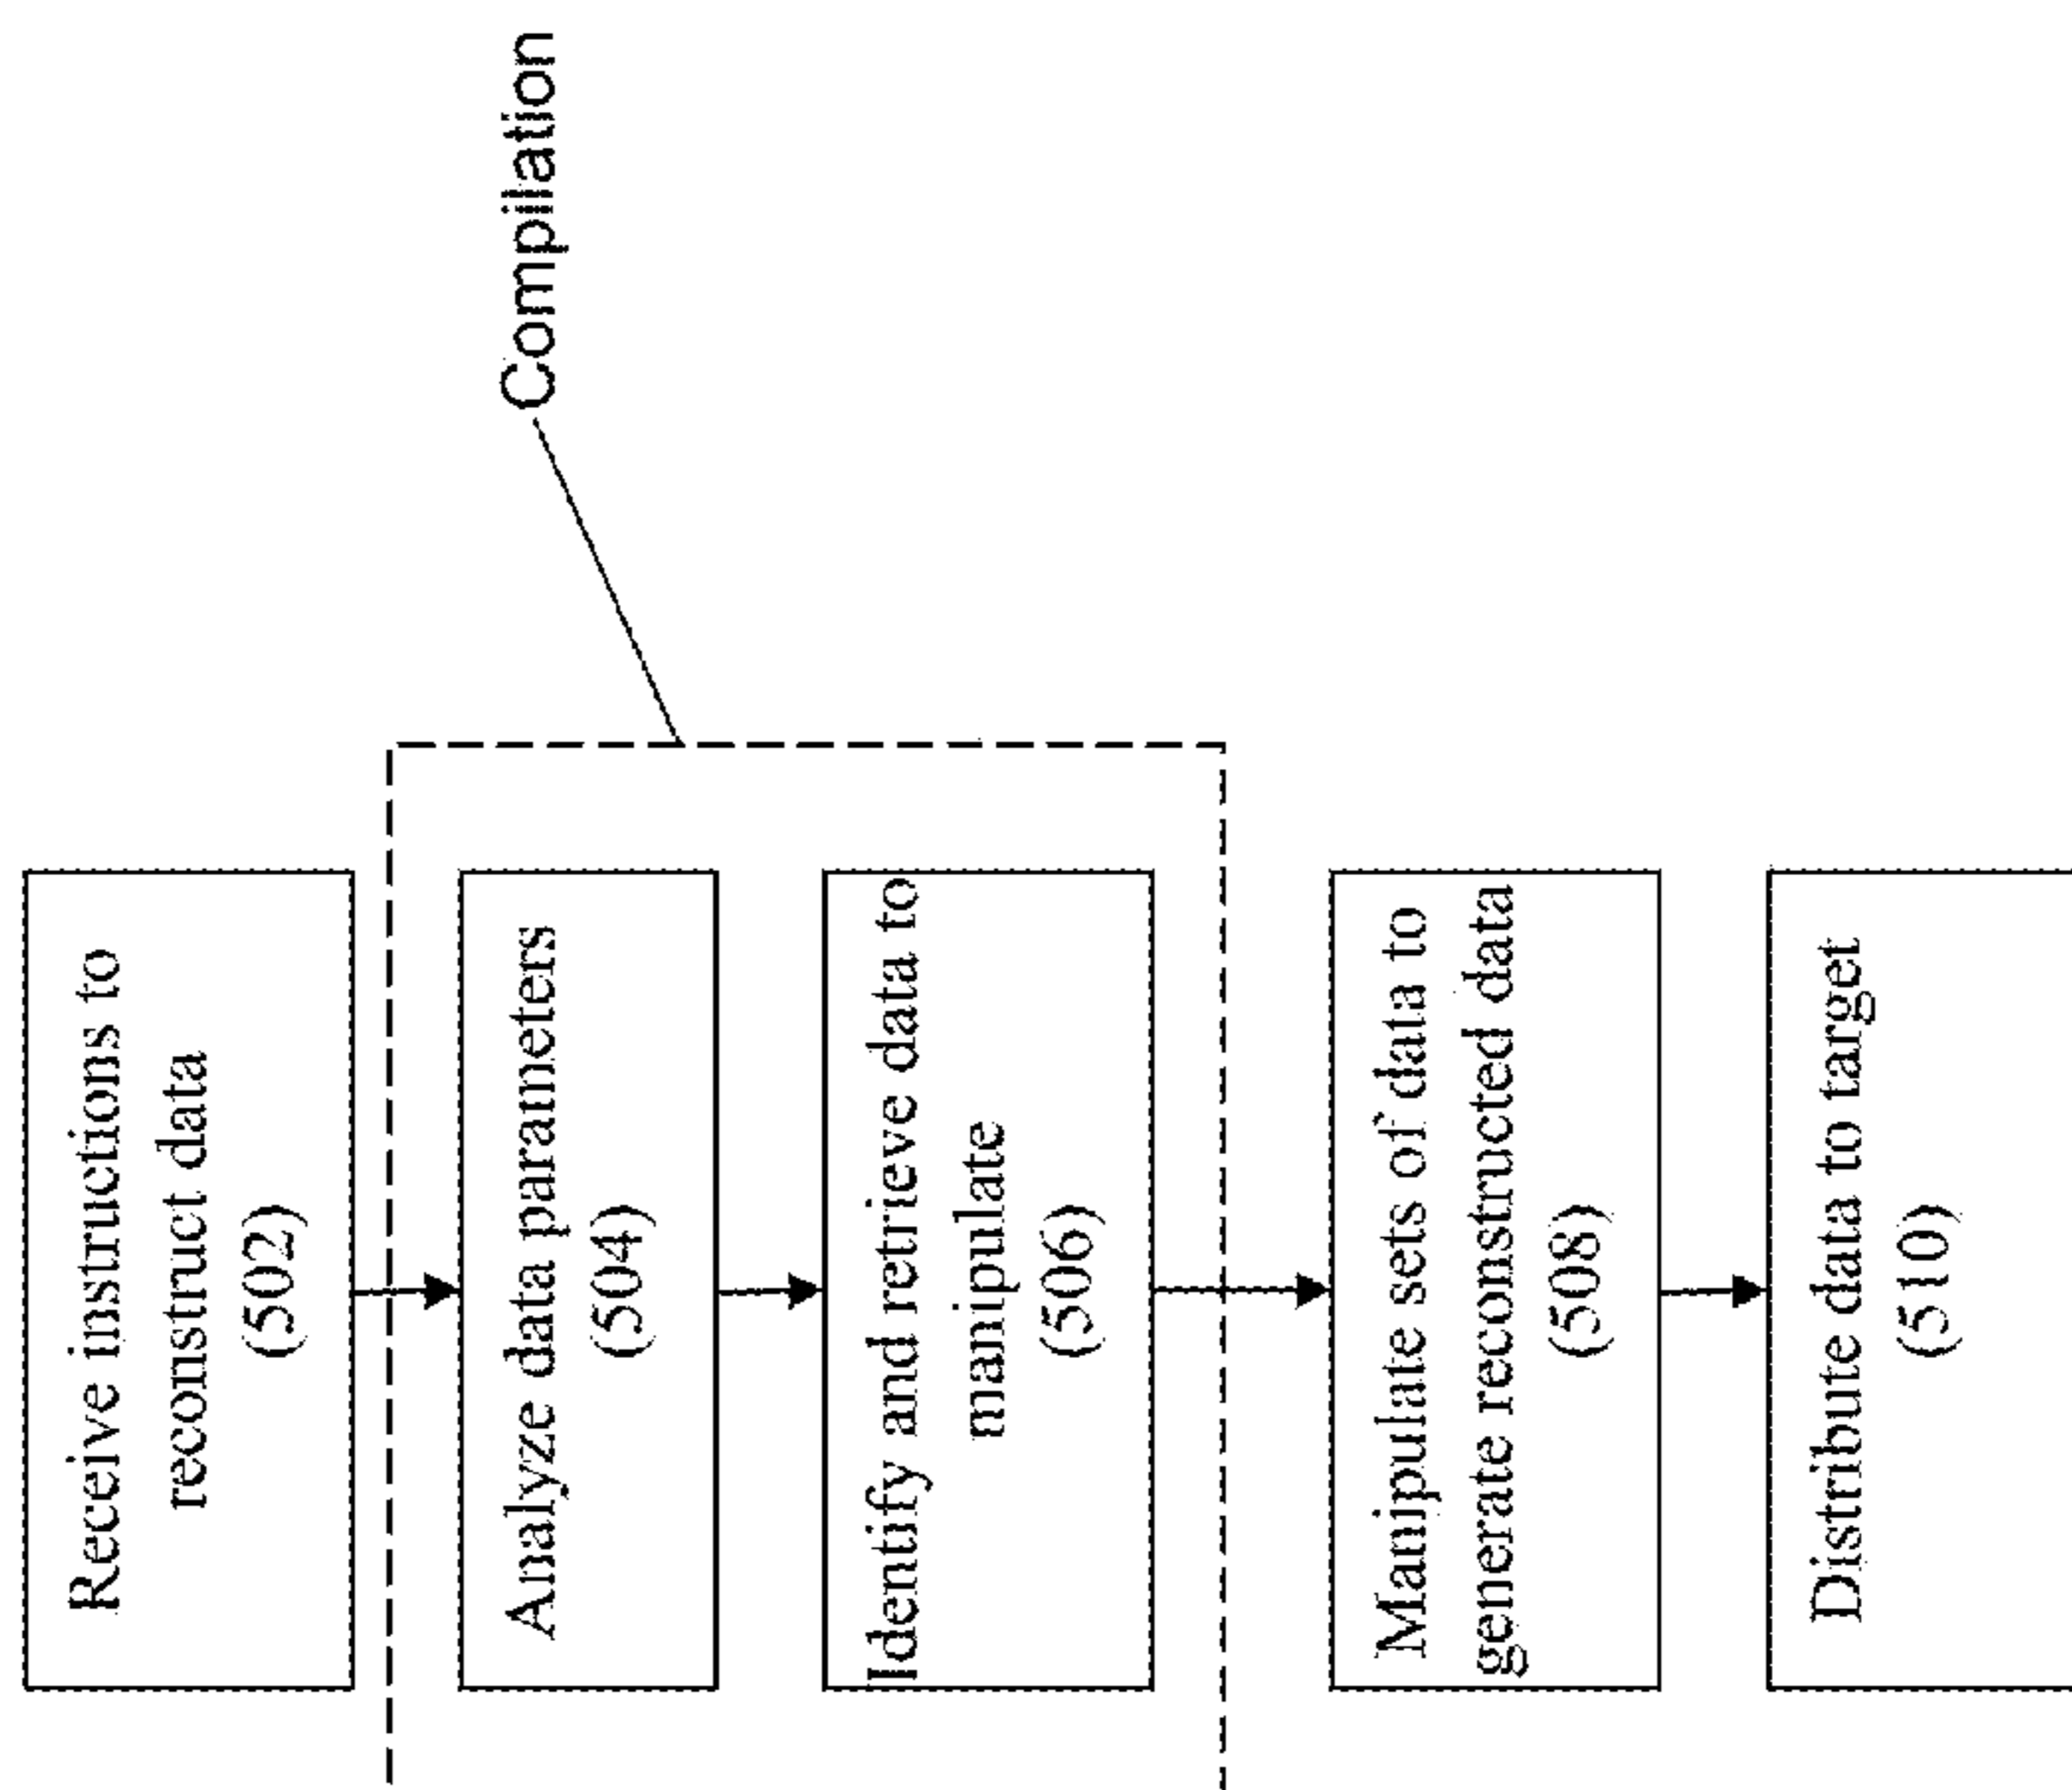 Receive instructions to
reconstruct data
(502)
Analyze data parameters
(504)
Identify and retrieve data to
manipulate
(506)
Manipulate sets of data to
generate reconstructed data
(508)
Distribute data to target
(510)
Compilation